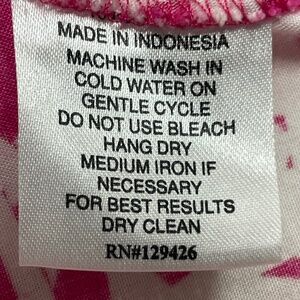 MADE IN INDONESIA
MACHINE WASH IN
COLD WATER ON
GENTLE CYCLE
DO NOT USE BLEACH
HANG DRY
MEDIUM IRON IF
NECESSARY
FOR BEST RESULTS
DRY CLEAN
RN#129426